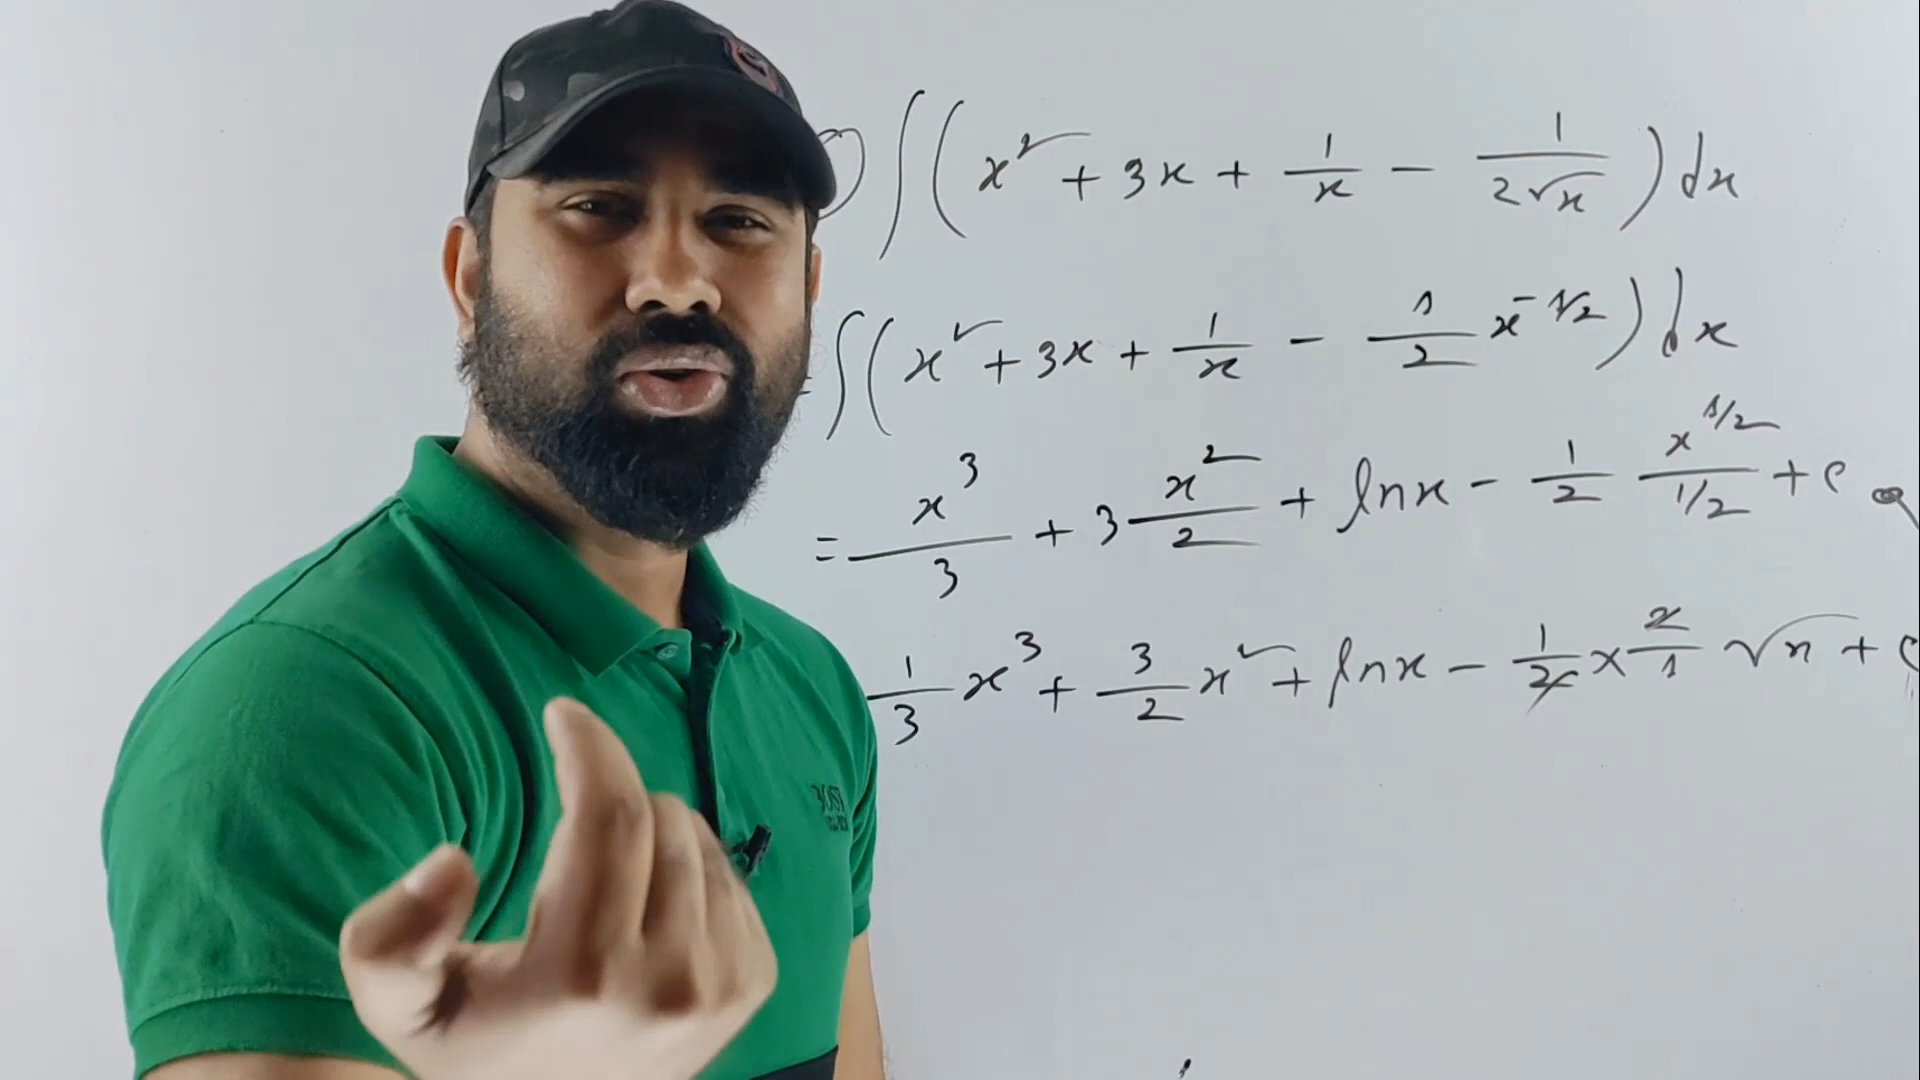 ∫(x² + 3x + 1/x - 1/(2√x)) dx
= ∫(x² + 3x + 1/x - 1/2 x^(-1/2)) dx
= x³/3 + 3 x²/2 + ln x - 1/2 x^(1/2)/(1/2) + c
1/3 x³ + 3/2 x² + ln x - 1/2 × 2/1 √x + c